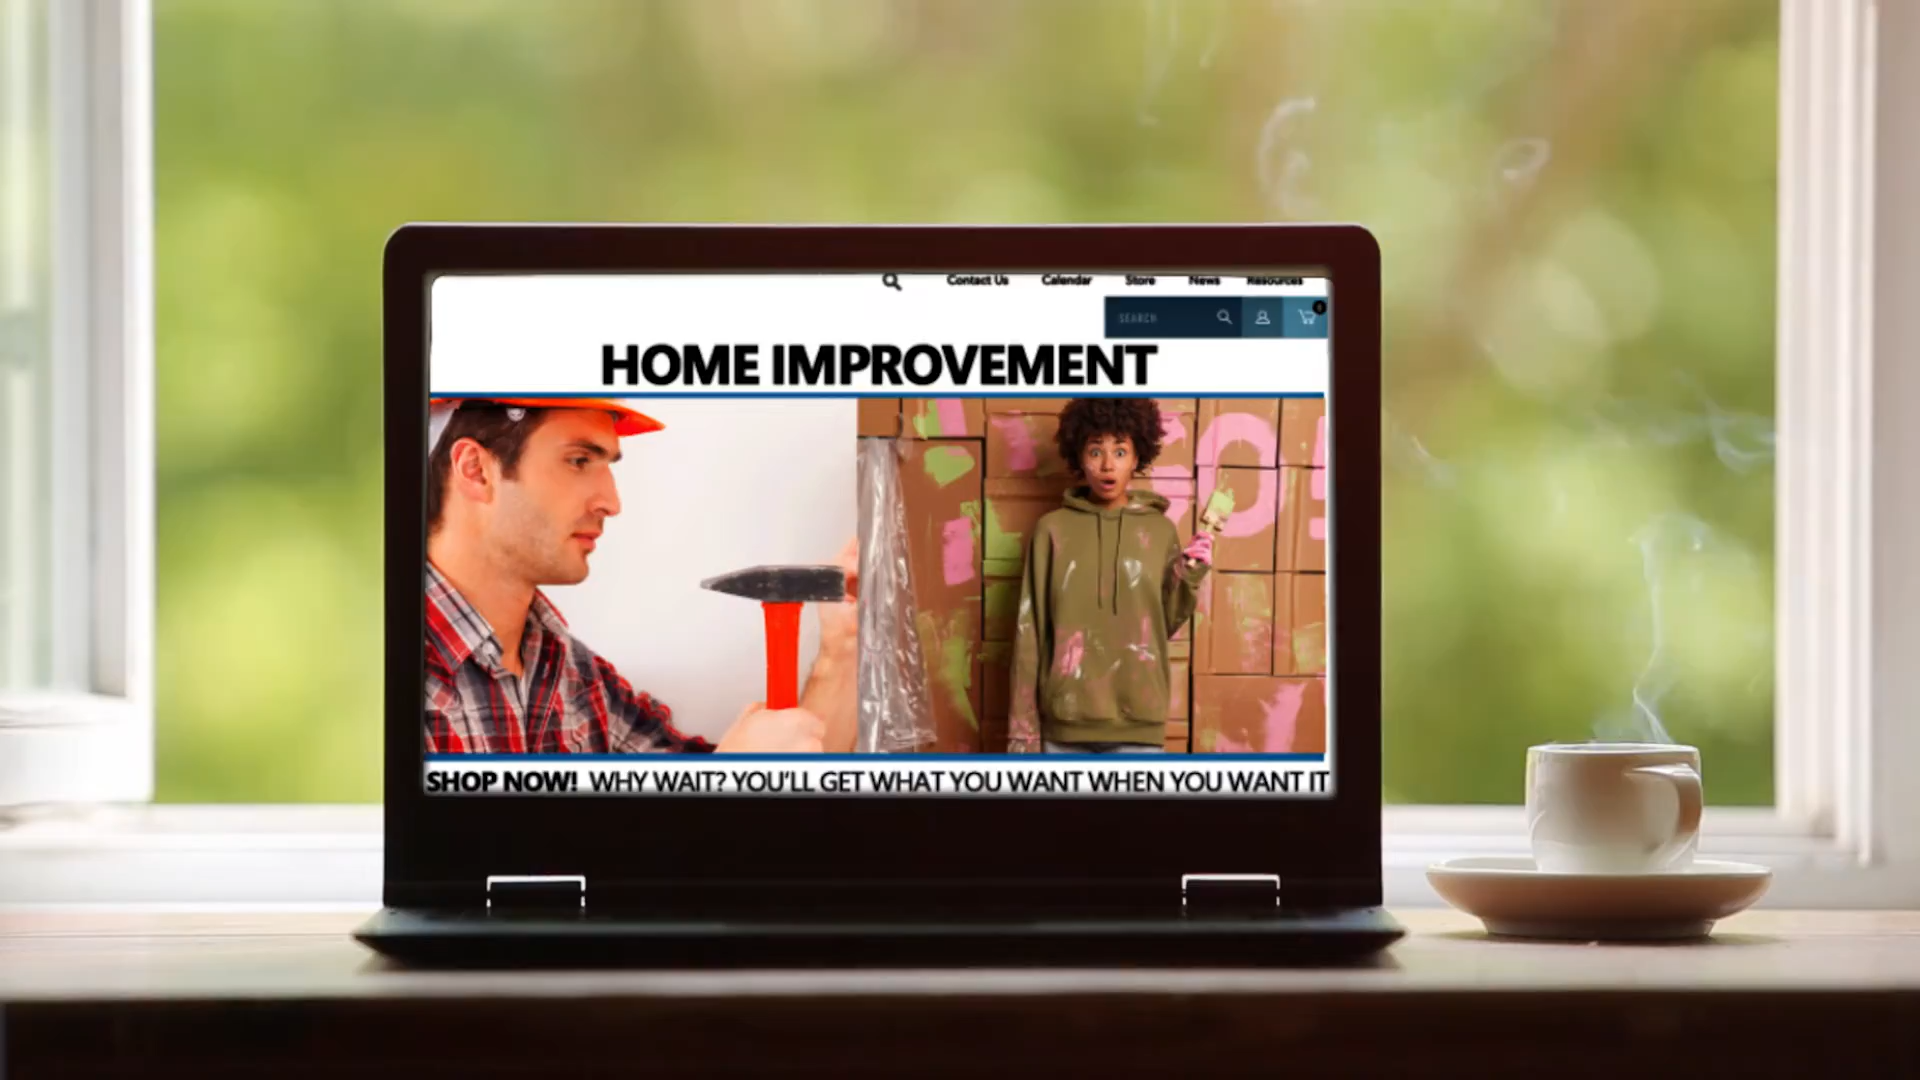 Contact Us Calendar Store News Resources
SEARCH
HOME IMPROVEMENT
GO!
SHOP NOW! WHY WAIT? YOU'LL GET WHAT YOU WANT WHEN YOU WANT IT